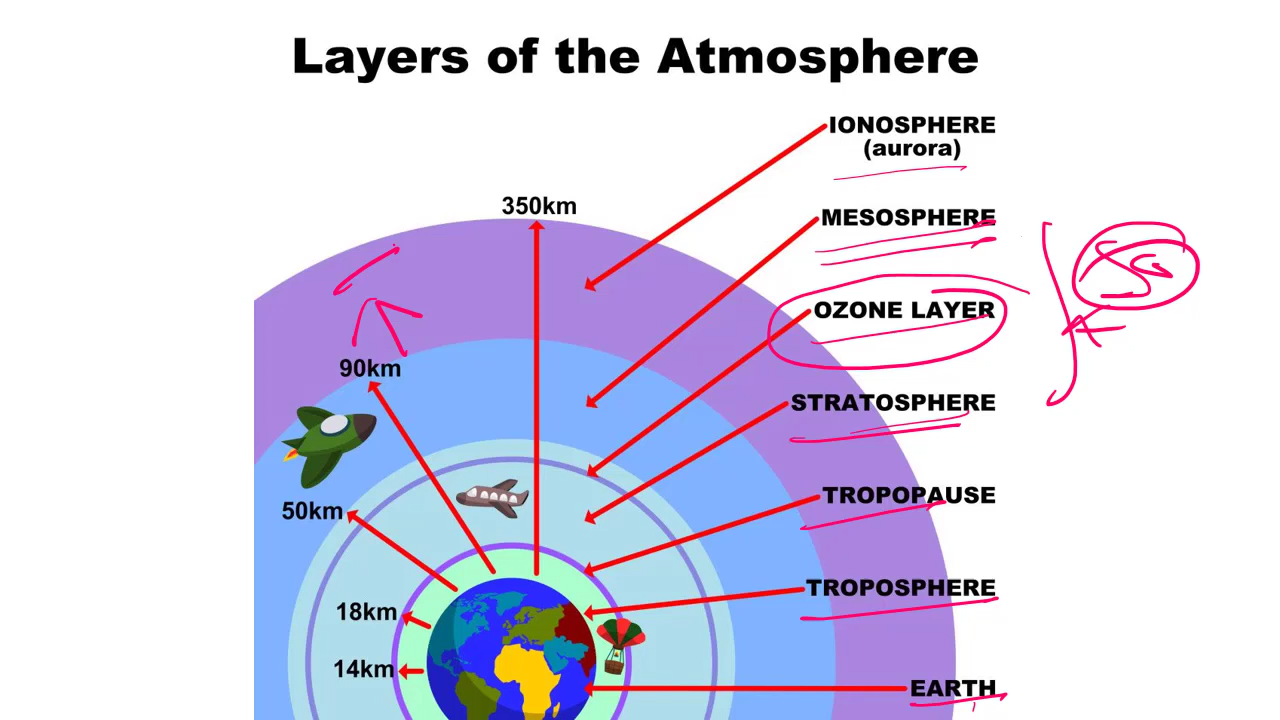 Layers of the Atmosphere
IONOSPHERE
(aurora)
350km
MESOSPHERE
OZONE LAYER
90km
STRATOSPHERE
TROPOPAUSE
50km
TROPOSPHERE
18km
14km
EARTH